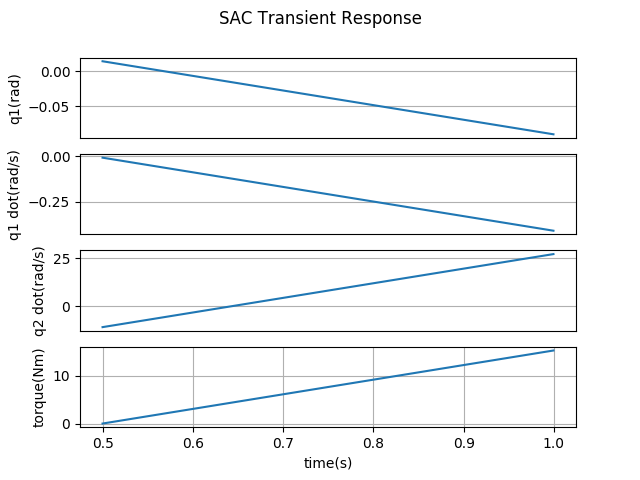 SAC Transient Response
q1(rad)
0.00
−0.05
q1 dot(rad/s)
0.00
−0.25
q2 dot(rad/s)
25
0
torque(Nm)
10
0
0.5 0.6 0.7 0.8 0.9 1.0
time(s)